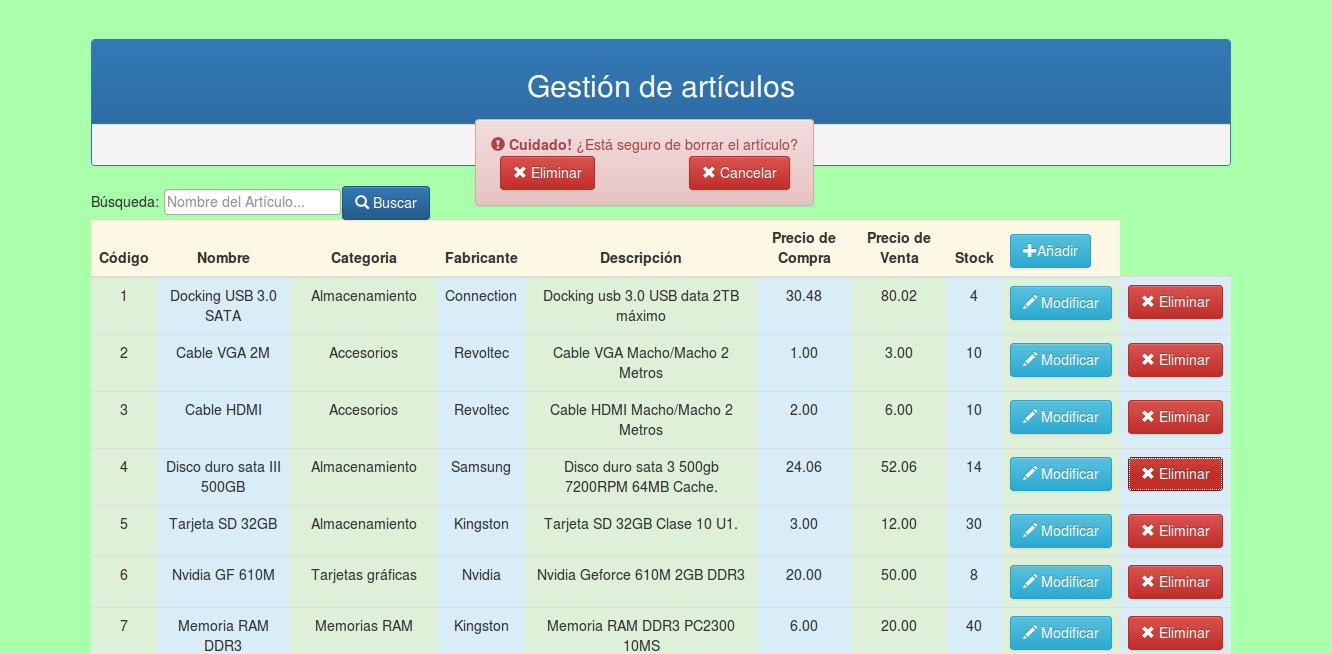 Gestión de artículos
Cuidado! ¿Está seguro de borrar el artículo?
Eliminar Cancelar
Búsqueda: Nombre del Artículo... Buscar
Código Nombre Categoria Fabricante Descripción Precio de Compra Precio de Venta Stock Añadir
1 Docking USB 3.0 SATA Almacenamiento Connection Docking usb 3.0 USB data 2TB máximo 30.48 80.02 4 Modificar Eliminar
2 Cable VGA 2M Accesorios Revoltec Cable VGA Macho/Macho 2 Metros 1.00 3.00 10 Modificar Eliminar
3 Cable HDMI Accesorios Revoltec Cable HDMI Macho/Macho 2 Metros 2.00 6.00 10 Modificar Eliminar
4 Disco duro sata III 500GB Almacenamiento Samsung Disco duro sata 3 500gb 7200RPM 64MB Cache. 24.06 52.06 14 Modificar Eliminar
5 Tarjeta SD 32GB Almacenamiento Kingston Tarjeta SD 32GB Clase 10 U1. 3.00 12.00 30 Modificar Eliminar
6 Nvidia GF 610M Tarjetas gráficas Nvidia Nvidia Geforce 610M 2GB DDR3 20.00 50.00 8 Modificar Eliminar
7 Memoria RAM DDR3 Memorias RAM Kingston Memoria RAM DDR3 PC2300 10MS 6.00 20.00 40 Modificar Eliminar